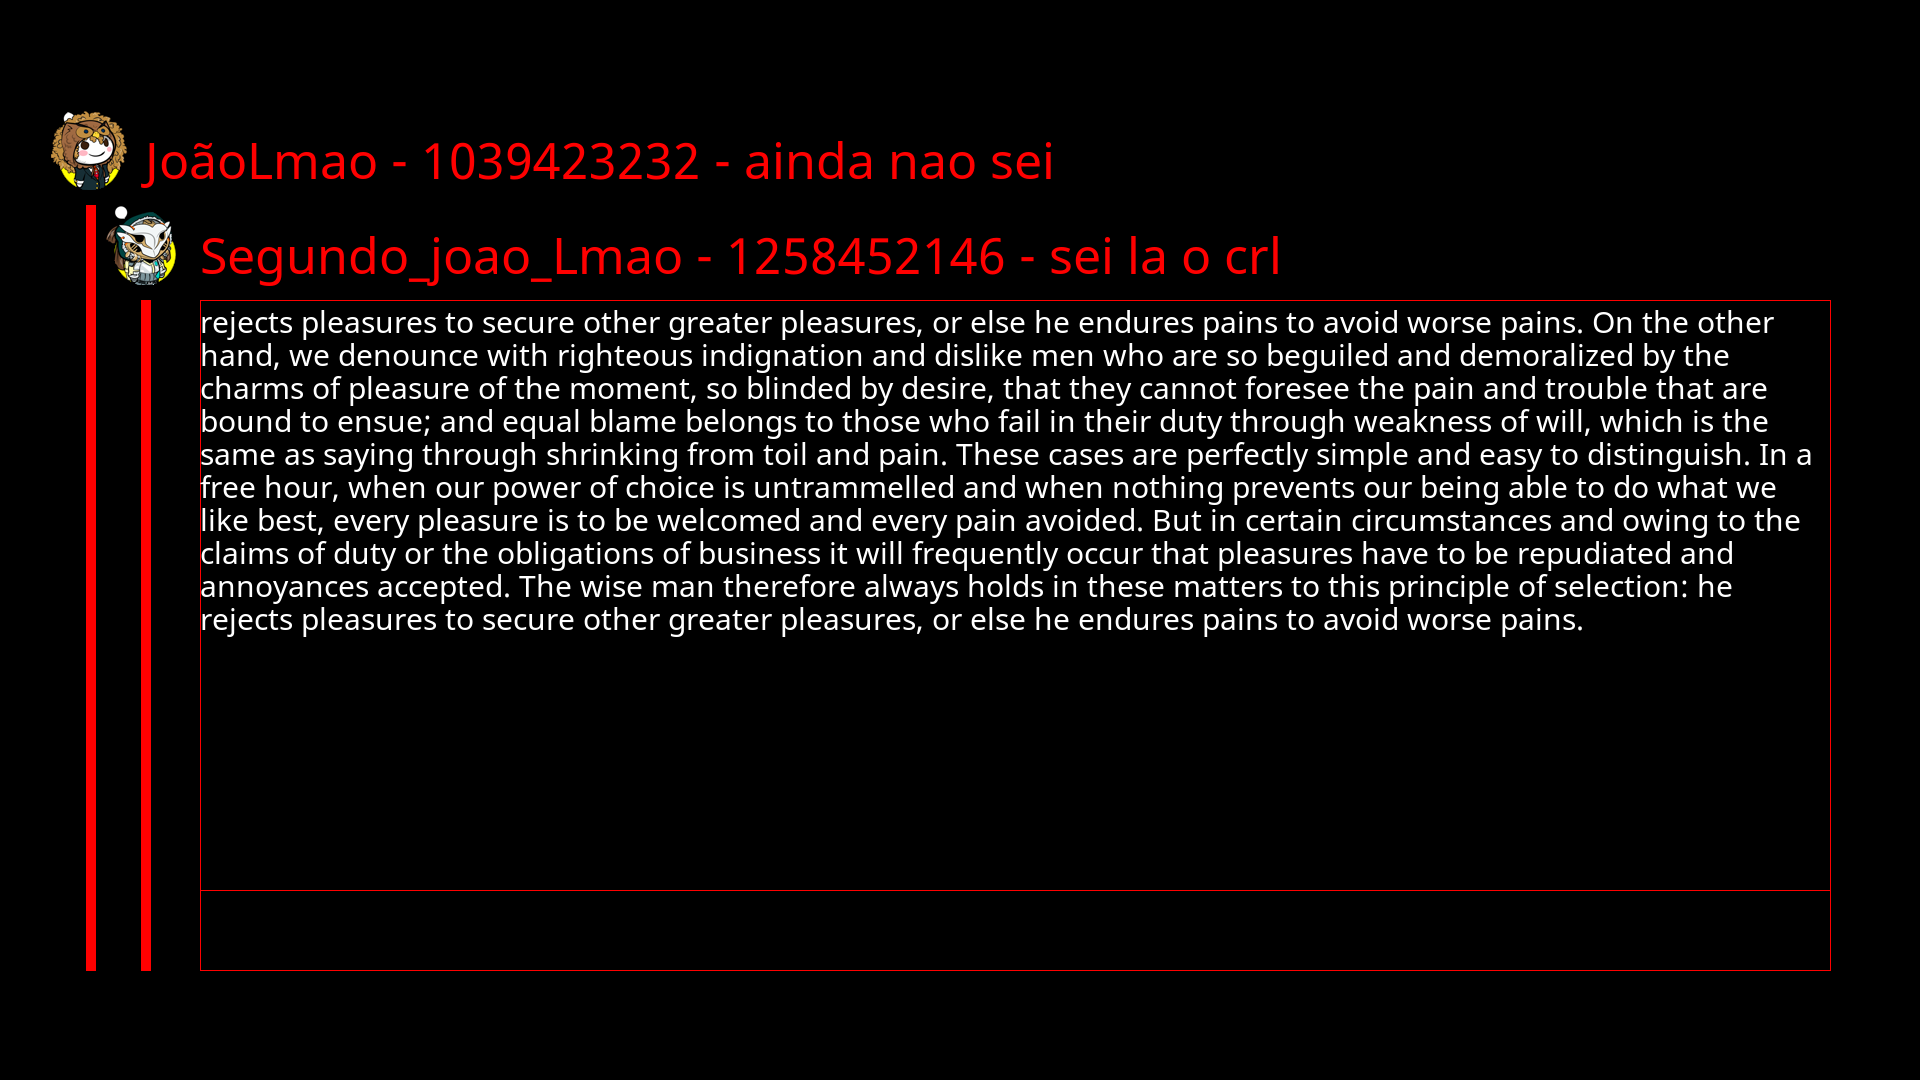 JoãoLmao - 1039423232 - ainda nao sei
Segundo_joao_Lmao - 1258452146 - sei la o crl
rejects pleasures to secure other greater pleasures, or else he endures pains to avoid worse pains. On the other
hand, we denounce with righteous indignation and dislike men who are so beguiled and demoralized by the
charms of pleasure of the moment, so blinded by desire, that they cannot foresee the pain and trouble that are
bound to ensue; and equal blame belongs to those who fail in their duty through weakness of will, which is the
same as saying through shrinking from toil and pain. These cases are perfectly simple and easy to distinguish. In a
free hour, when our power of choice is untrammelled and when nothing prevents our being able to do what we
like best, every pleasure is to be welcomed and every pain avoided. But in certain circumstances and owing to the
claims of duty or the obligations of business it will frequently occur that pleasures have to be repudiated and
annoyances accepted. The wise man therefore always holds in these matters to this principle of selection: he
rejects pleasures to secure other greater pleasures, or else he endures pains to avoid worse pains.